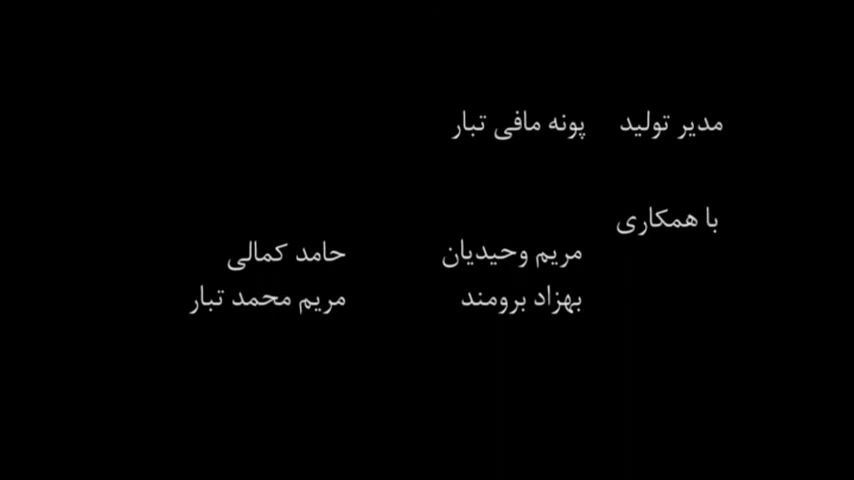 مدیر تولید پونه مافی تبار
با همکاری
مریم وحیدیان حامد کمالی
بهزاد برومند مریم محمد تبار